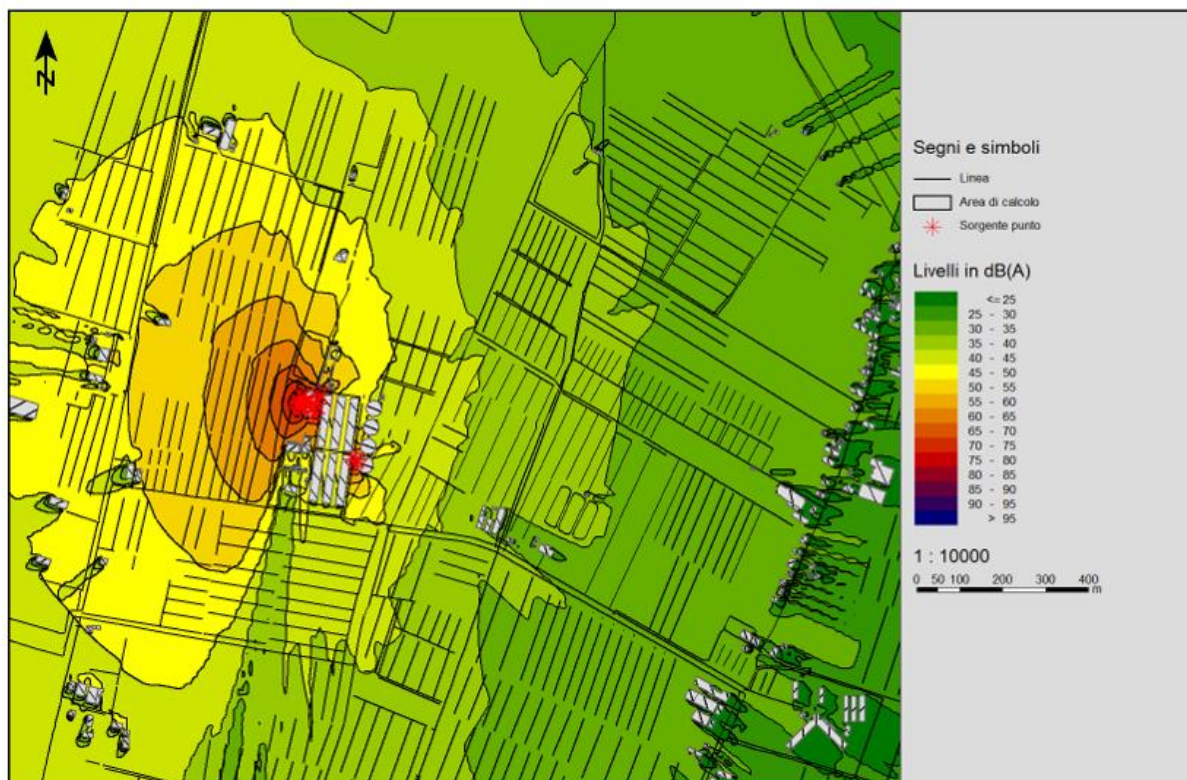 N
Segni e simboli
Linea
Area di calcolo
Sorgente punto
Livelli in dB(A)
<= 25
25 - 30
30 - 35
35 - 40
40 - 45
45 - 50
50 - 55
55 - 60
60 - 65
65 - 70
70 - 75
75 - 80
80 - 85
85 - 90
90 - 95
> 95
1 : 10000
0 50 100 200 300 400
m